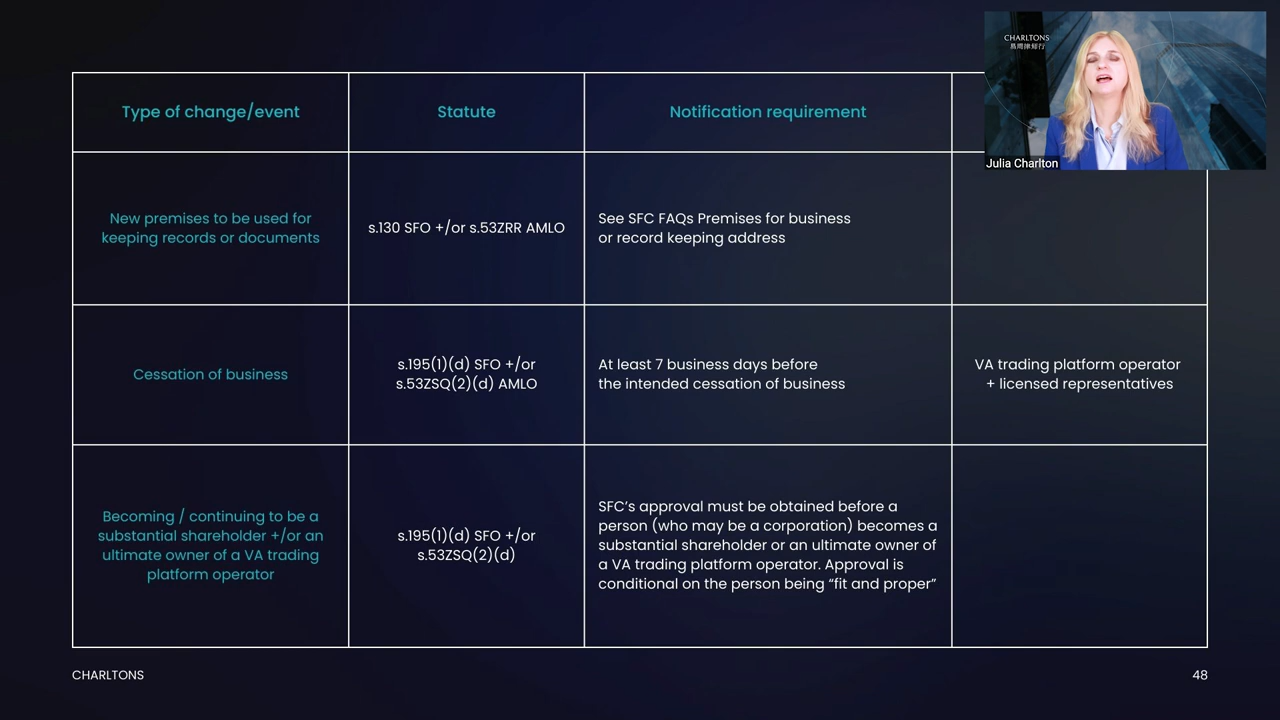 CHARLTONS
易周律师行
Julia Charlton
Type of change/event
Statute
Notification requirement
New premises to be used for
keeping records or documents
s.130 SFO +/or s.53ZRR AMLO
See SFC FAQs Premises for business
or record keeping address
Cessation of business
s.195(1)(d) SFO +/or
s.53ZSQ(2)(d) AMLO
At least 7 business days before
the intended cessation of business
VA trading platform operator
+ licensed representatives
Becoming / continuing to be a
substantial shareholder +/or an
ultimate owner of a VA trading
platform operator
s.195(1)(d) SFO +/or
s.53ZSQ(2)(d)
SFC’s approval must be obtained before a
person (who may be a corporation) becomes a
substantial shareholder or an ultimate owner of
a VA trading platform operator. Approval is
conditional on the person being “fit and proper”
CHARLTONS
48